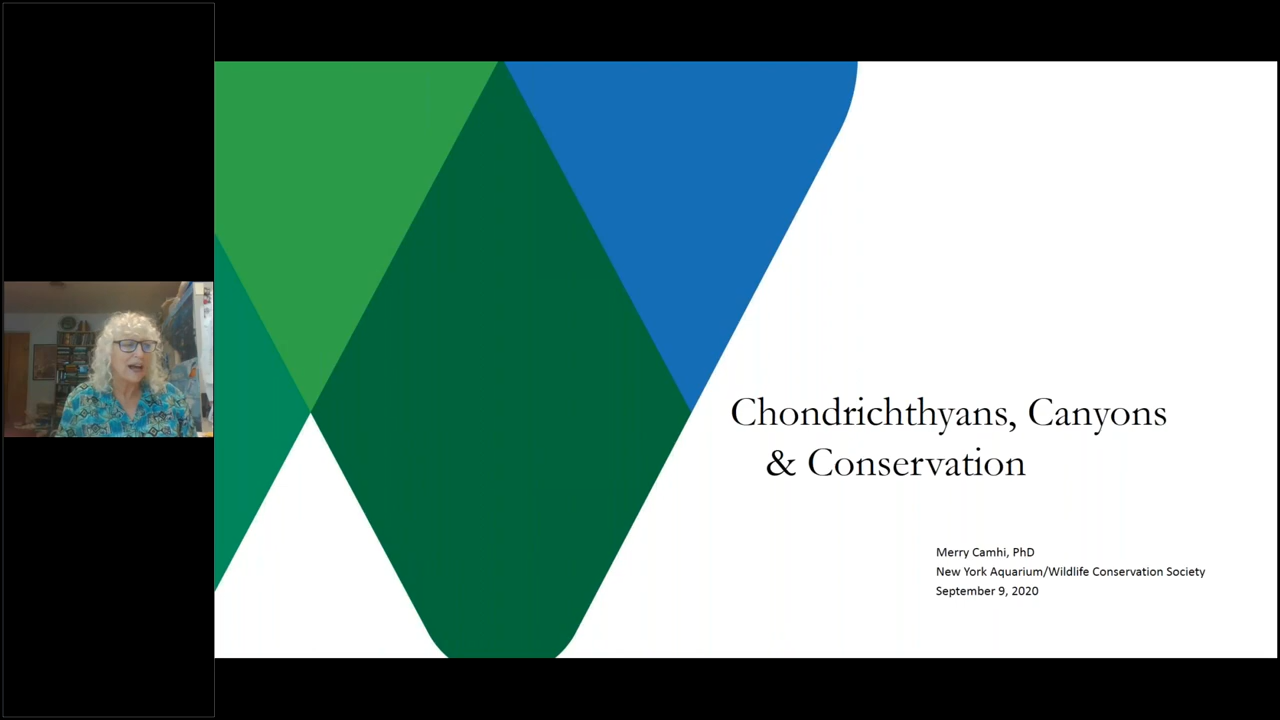 Chondrichthyans, Canyons
& Conservation
Merry Camhi, PhD
New York Aquarium/Wildlife Conservation Society
September 9, 2020